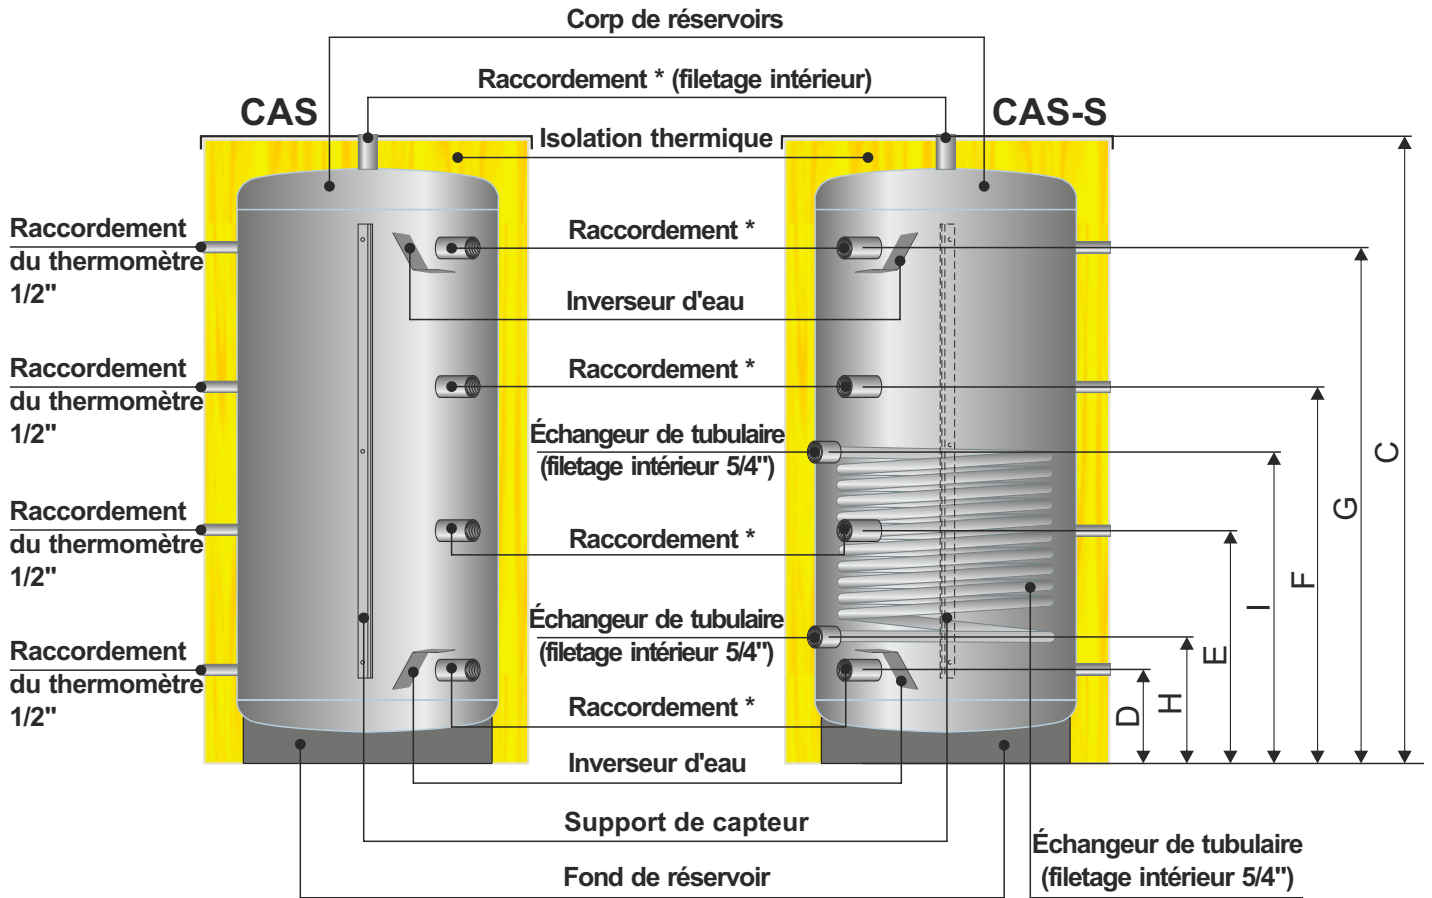 Corp de réservoirs
Raccordement * (filetage intérieur)
CAS
CAS-S
Isolation thermique
Raccordement
du thermomètre
1/2"
Raccordement *
Inverseur d'eau
Raccordement
du thermomètre
1/2"
Raccordement *
Échangeur de tubulaire
(filetage intérieur 5/4")
Raccordement
du thermomètre
1/2"
Raccordement *
Échangeur de tubulaire
(filetage intérieur 5/4")
Raccordement
du thermomètre
1/2"
Raccordement *
Inverseur d'eau
Support de capteur
Fond de réservoir
Échangeur de tubulaire
(filetage intérieur 5/4")
D
H
E
I
F
G
C